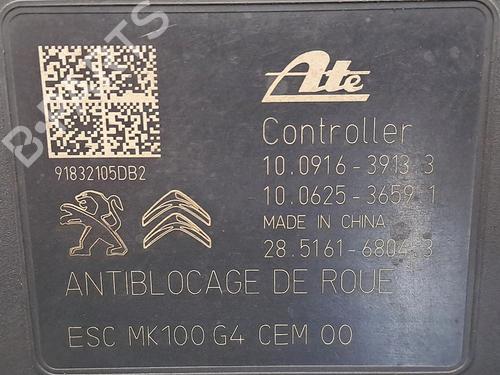 Ate
Controller
10.0916-3913.3
10.0625-3659.1
MADE IN CHINA
28.5161-6804.3
91832105DB2
ANTIBLOCAGE DE ROUE
ESC MK100 G4 CEM 00